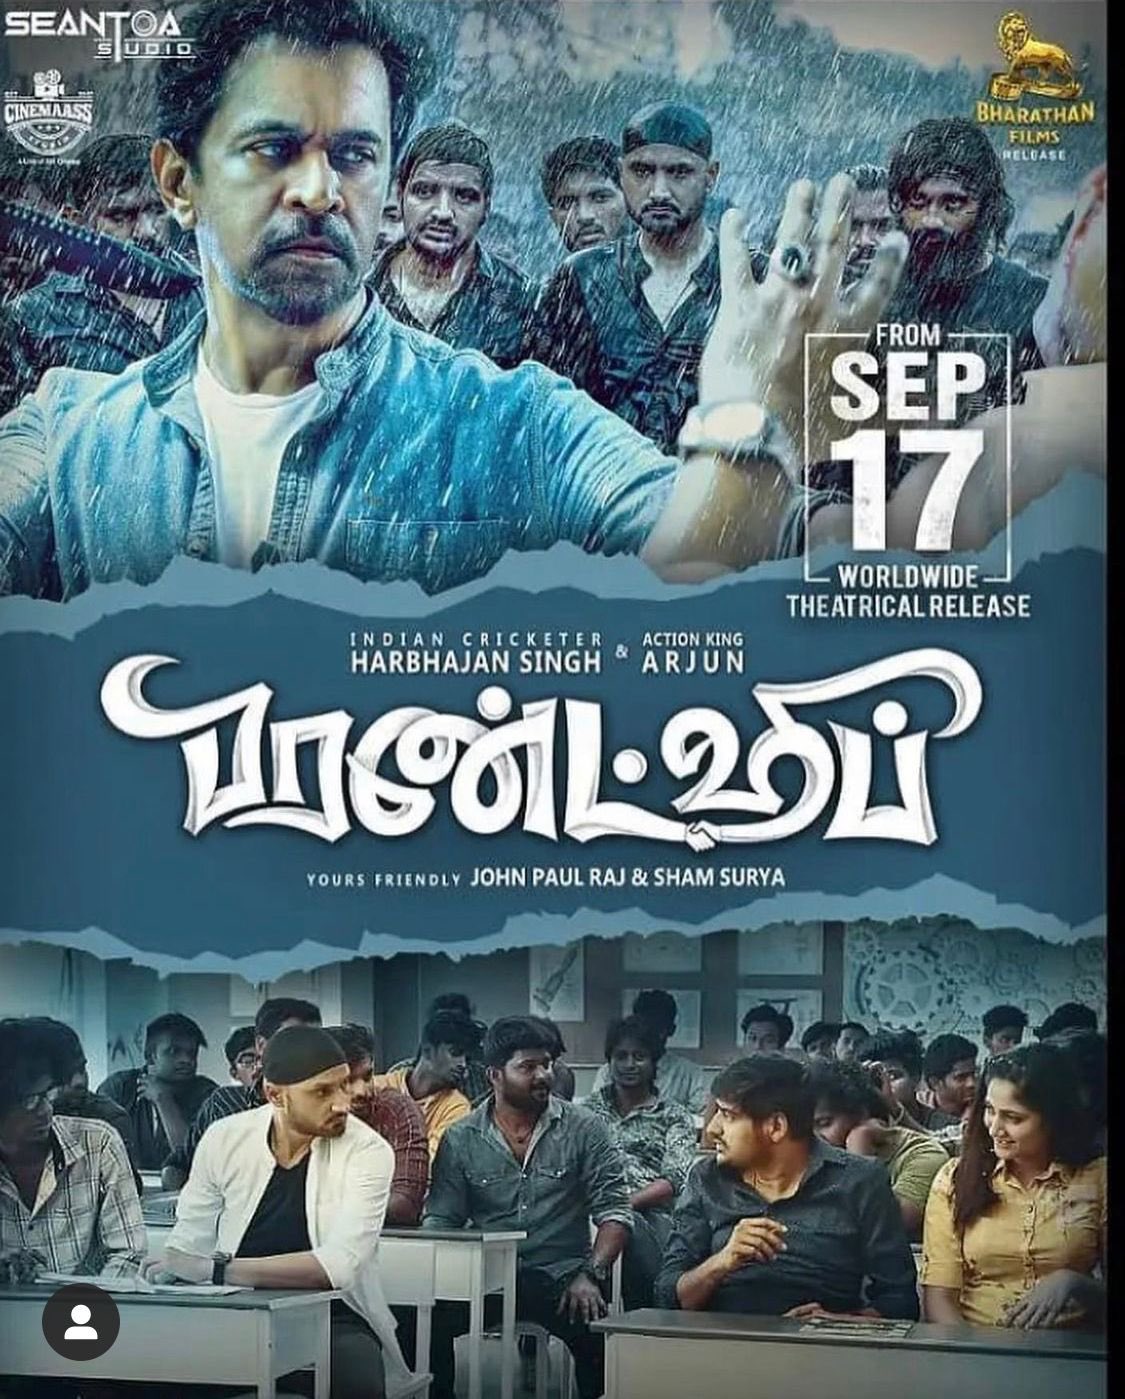 SEANTOA
STUDIO
CINEMAASS
STUDIO
BHARATHAN
FILMS
RELEASE
FROM
SEP
17
WORLDWIDE
THEATRICAL RELEASE
INDIAN CRICKETER
HARBHAJAN SINGH & ACTION KING
ARJUN
ஃபிரண்ட்ஷிப்
YOURS FRIENDLY JOHN PAUL RAJ & SHAM SURYA